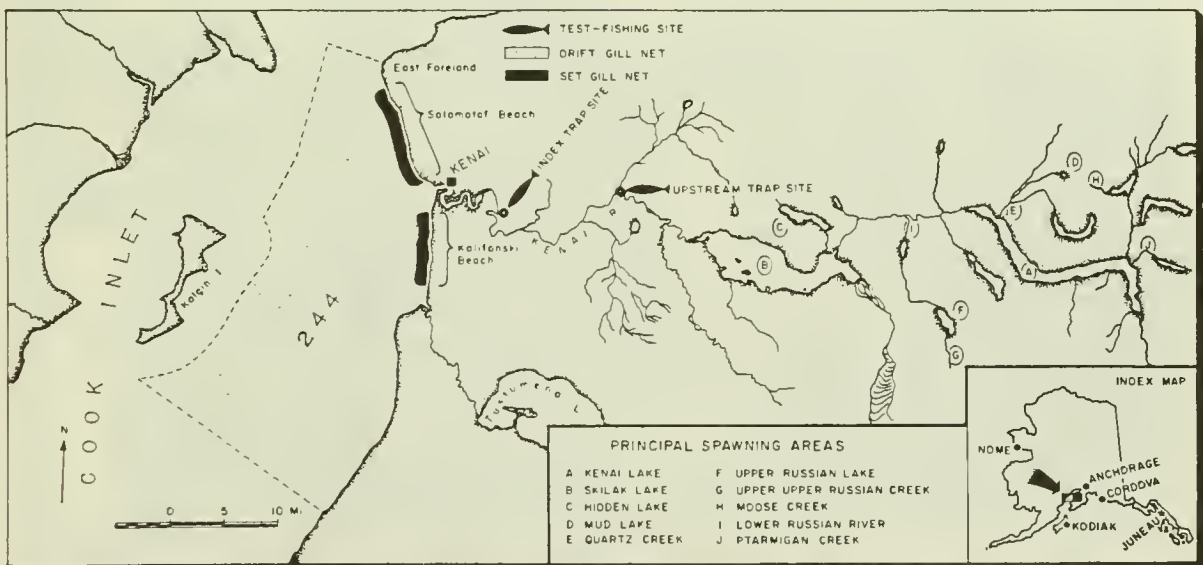 TEST-FISHING SITE
DRIFT GILL NET
SET GILL NET
East Foreland
Salamatof Beach
KENAI
INDEX TRAP SITE
UPSTREAM TRAP SITE
KENAI R
Kalifonski
Beach
COOK INLET
Kalgin I
244
Tustumena L
N
0 5 10 Mi.
A
B
C
D
E
F
G
H
I
J
PRINCIPAL SPAWNING AREAS
A KENAI LAKE
B SKILAK LAKE
C HIDDEN LAKE
D MUD LAKE
E QUARTZ CREEK
F UPPER RUSSIAN LAKE
G UPPER UPPER RUSSIAN CREEK
H MOOSE CREEK
I LOWER RUSSIAN RIVER
J PTARMIGAN CREEK
INDEX MAP
NOME
ANCHORAGE
CORDOVA
KODIAK
JUNEAU